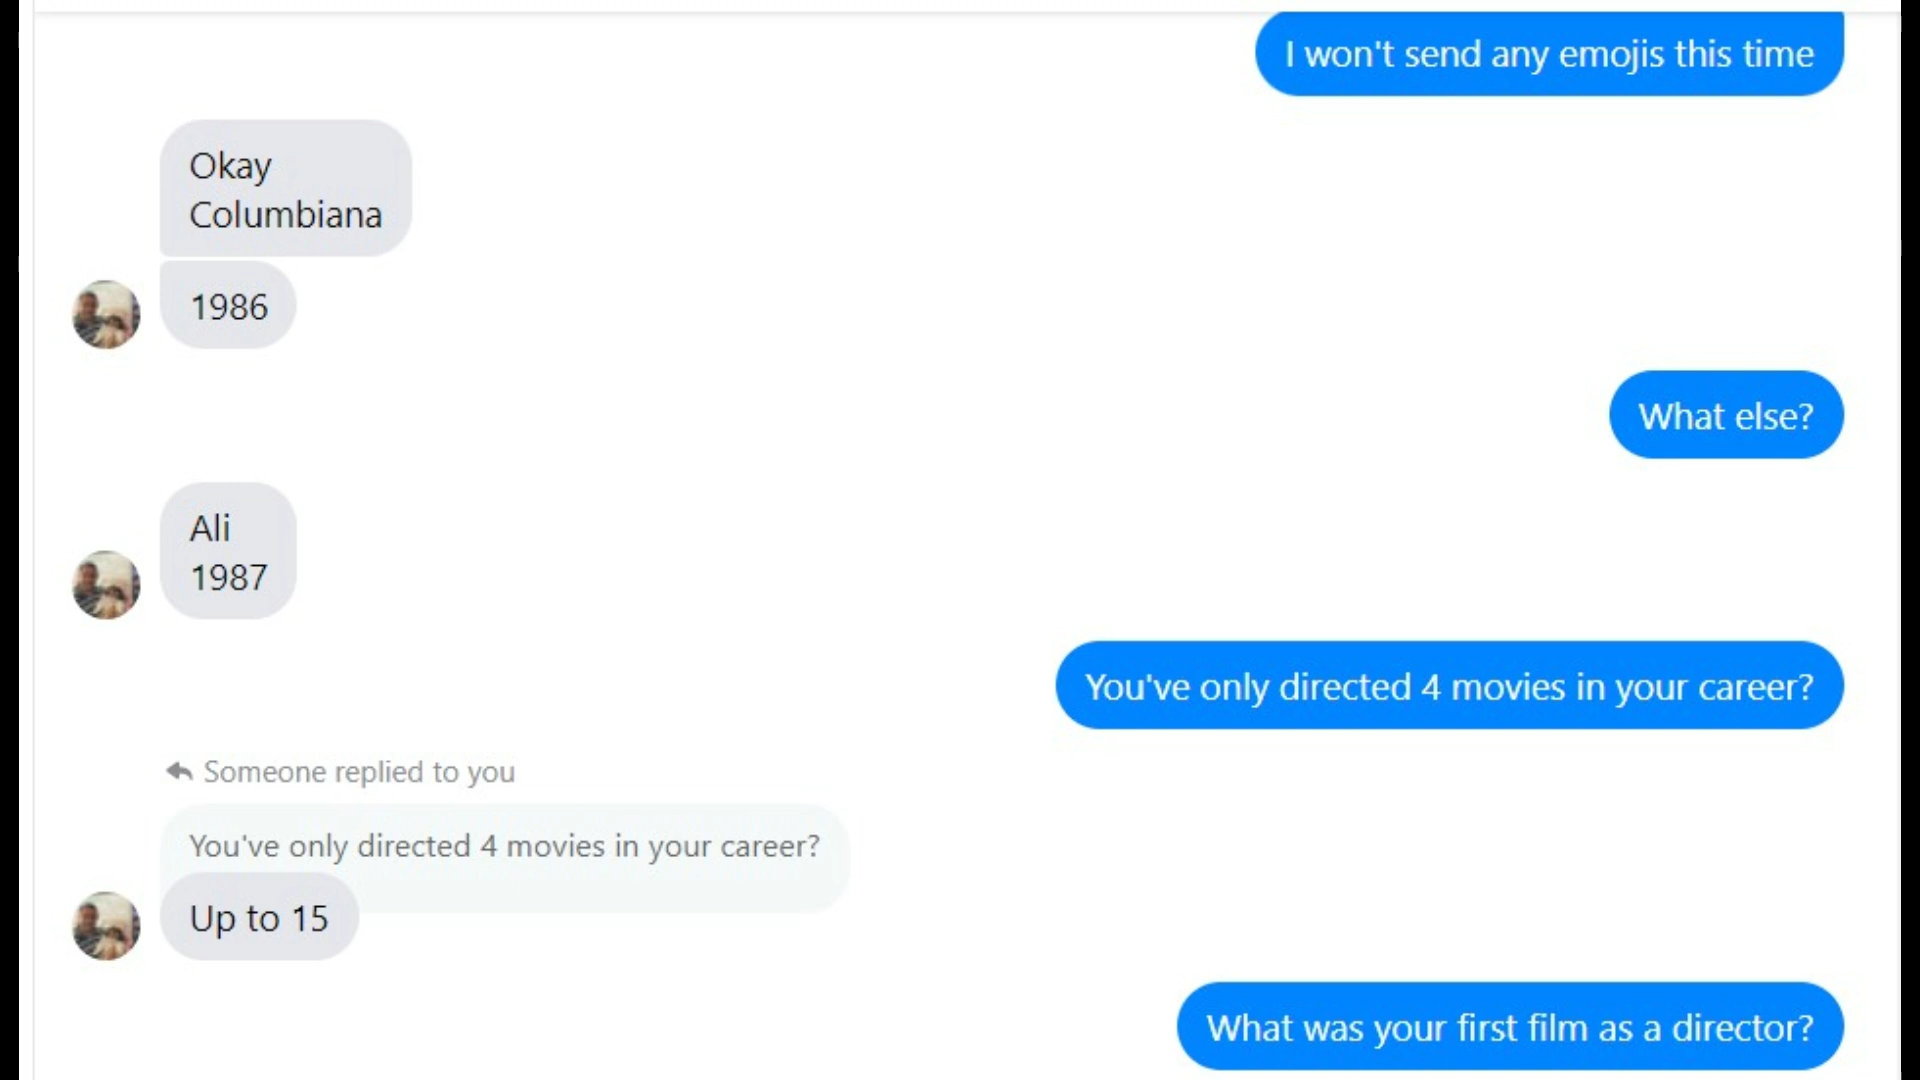 I won't send any emojis this time
Okay
Columbiana
1986
What else?
Ali
1987
You've only directed 4 movies in your career?
Someone replied to you
You've only directed 4 movies in your career?
Up to 15
What was your first film as a director?